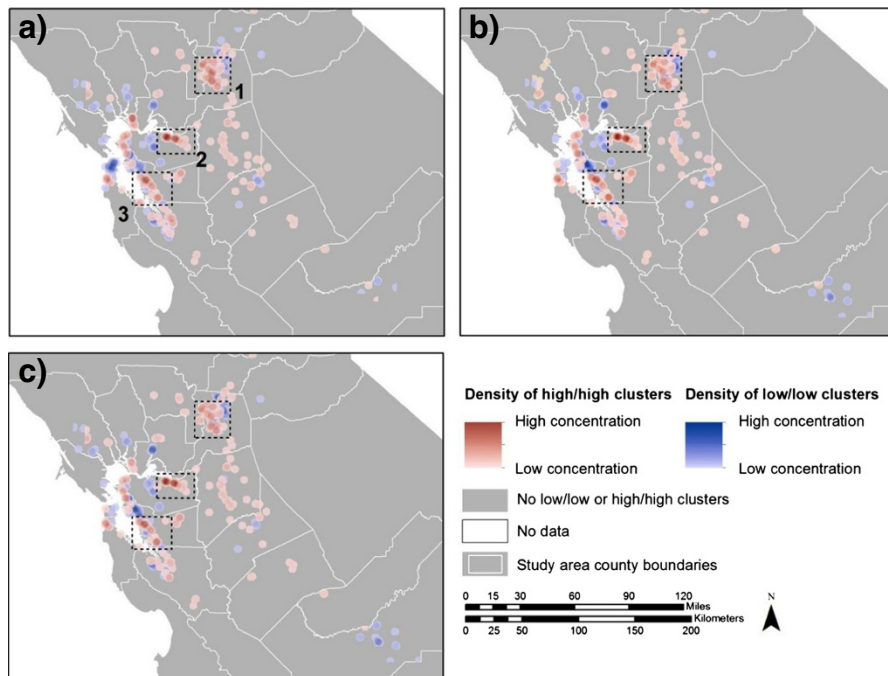 a)
1
2
3
b)
c)
Density of high/high clusters
High concentration
Low concentration
Density of low/low clusters
High concentration
Low concentration
No low/low or high/high clusters
No data
Study area county boundaries
0 15 30 60 90 120
Miles
Kilometers
0 25 50 100 150 200
N